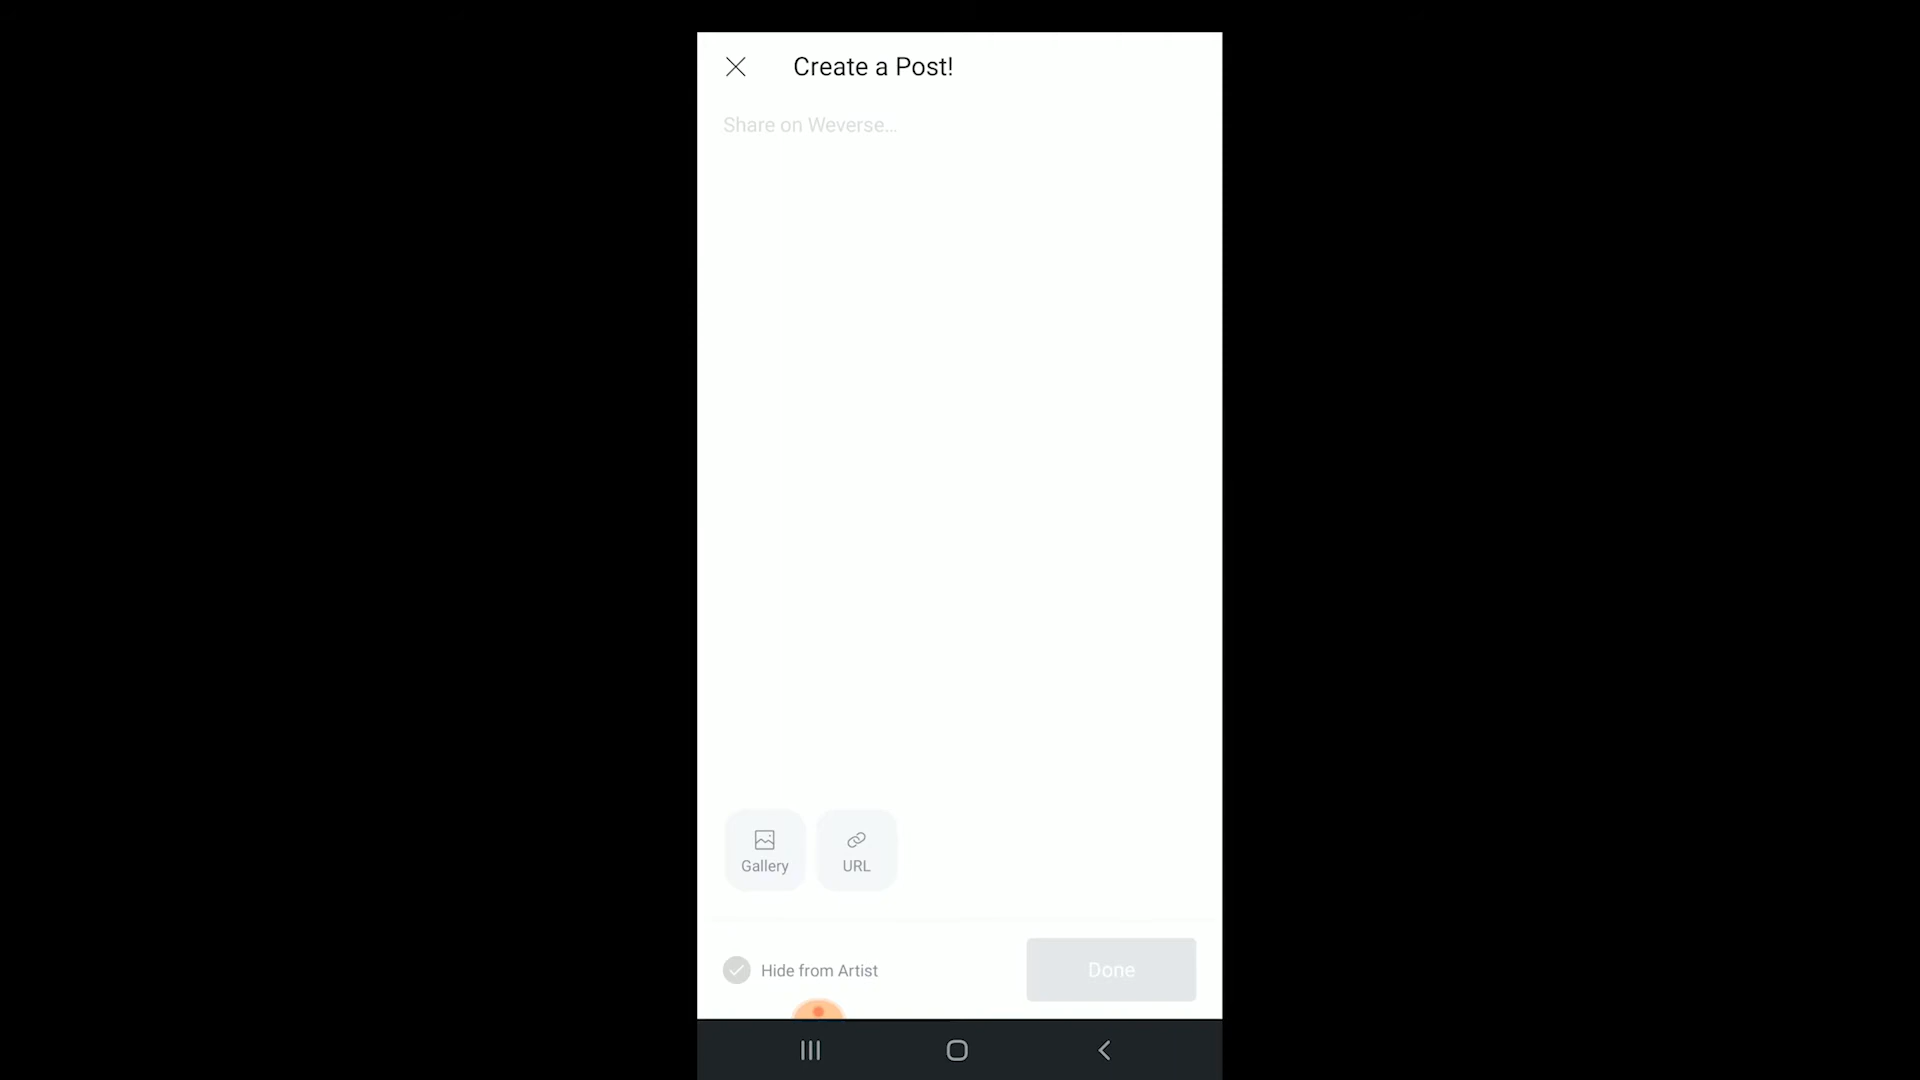 Create a Post!
Share on Weverse...
Gallery
URL
Hide from Artist
Done